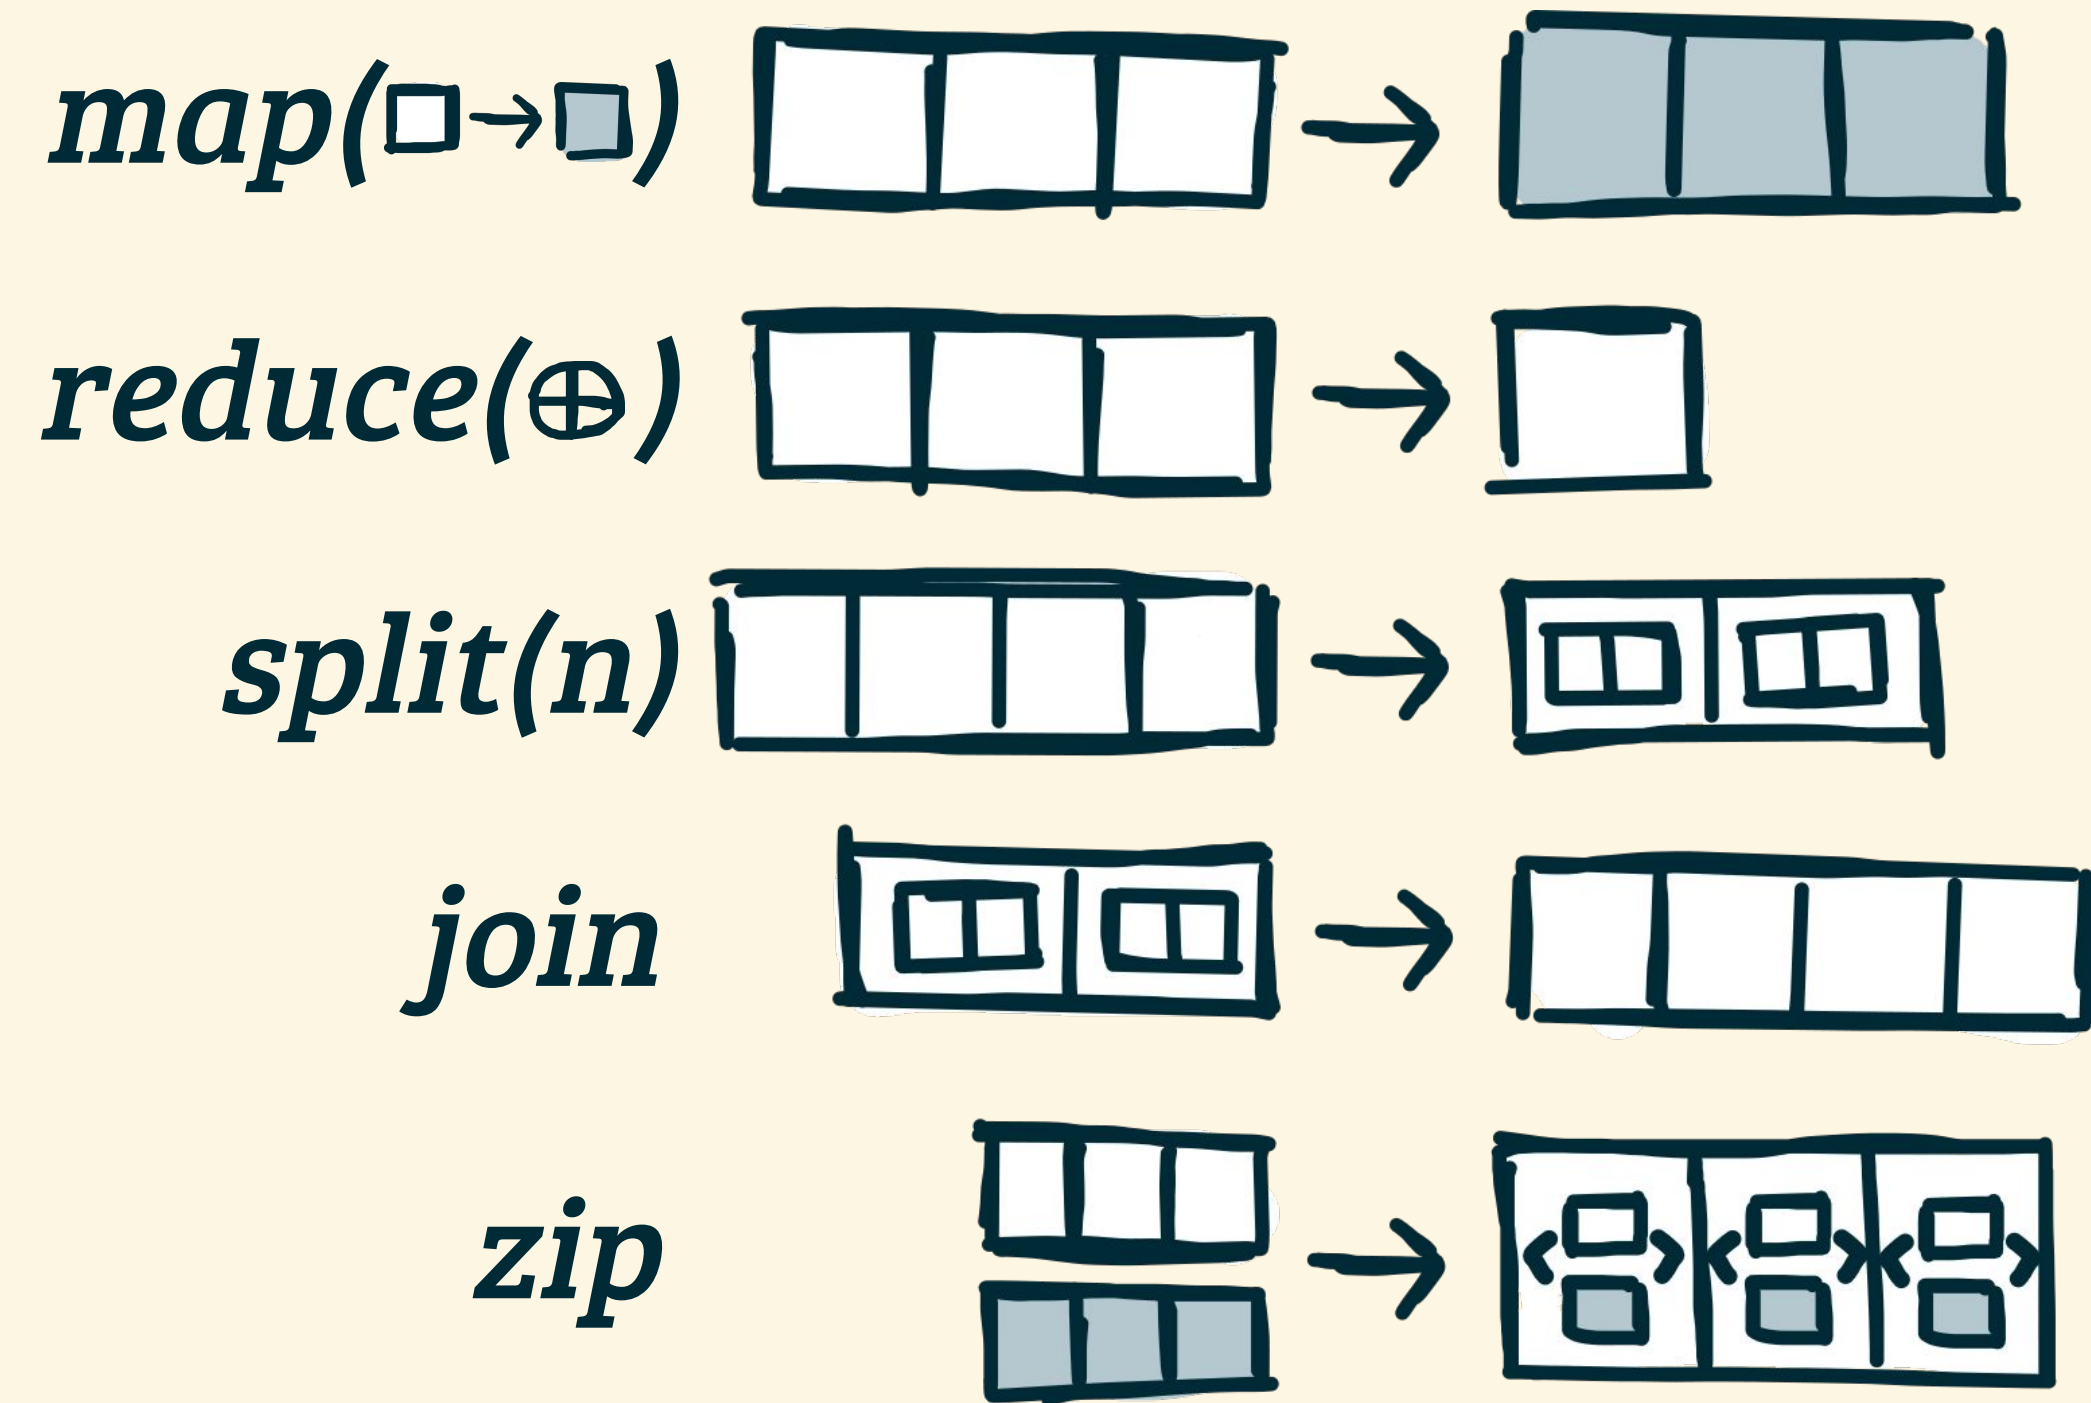 map(□→□)
reduce(⊕)
split(n)
join
zip